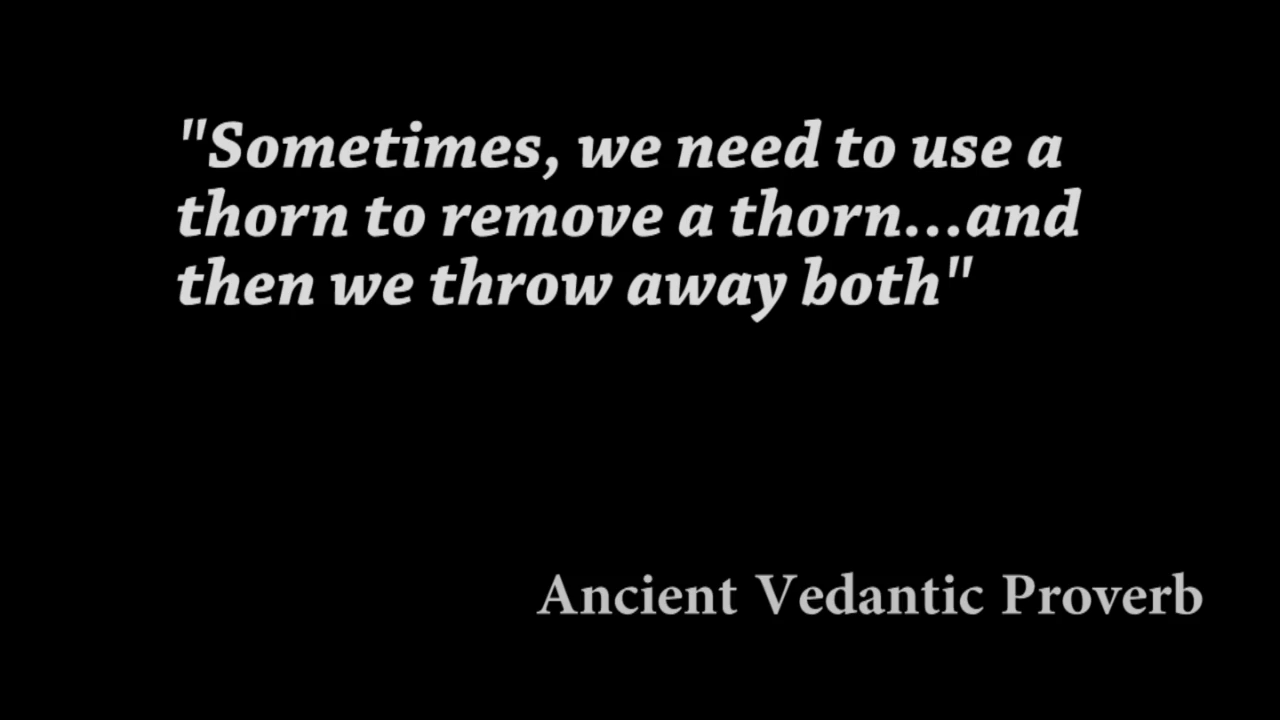 "Sometimes, we need to use a
thorn to remove a thorn...and
then we throw away both"
Ancient Vedantic Proverb